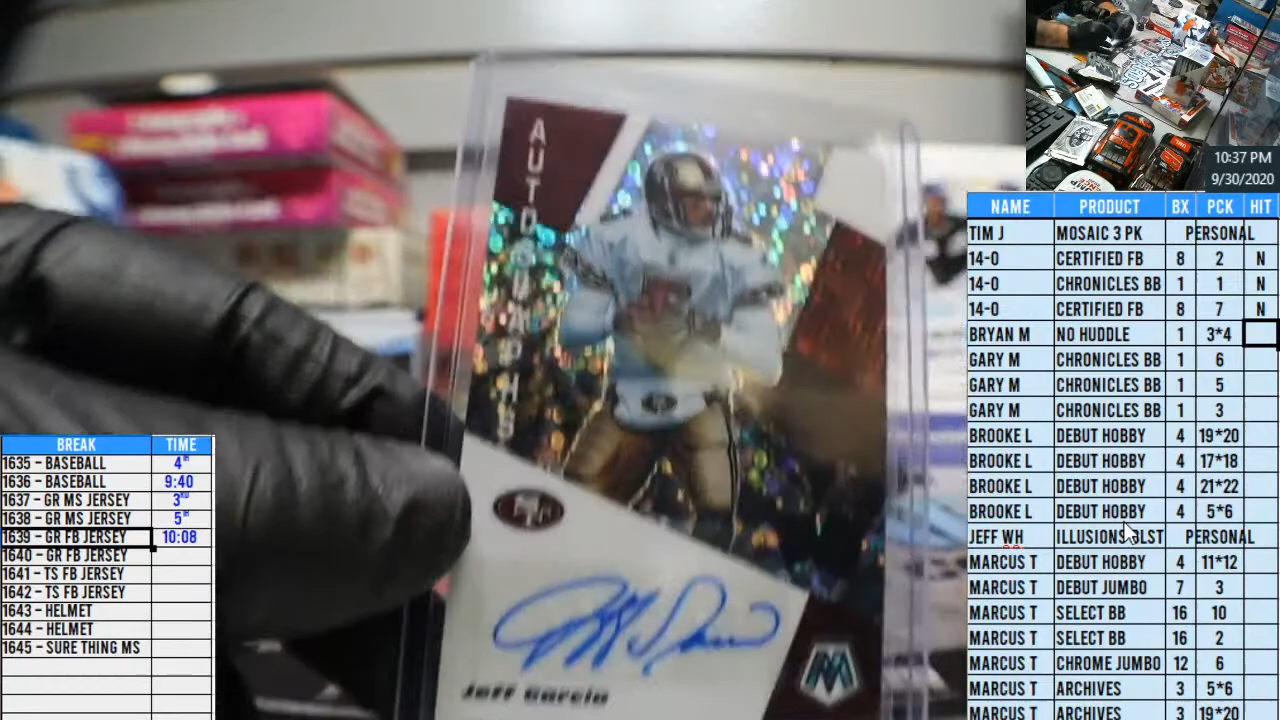 AUTOGRAPHS
Jeff Garcia
10:37 PM
9/30/2020
NAME PRODUCT BX PCK HIT
TIM J MOSAIC 3 PK PERSONAL
14-0 CERTIFIED FB 8 2 N
14-0 CHRONICLES BB 1 1 N
14-0 CERTIFIED FB 8 7 N
BRYAN M NO HUDDLE 1 3*4
GARY M CHRONICLES BB 1 6
GARY M CHRONICLES BB 1 5
GARY M CHRONICLES BB 1 3
BROOKE L DEBUT HOBBY 4 19*20
BROOKE L DEBUT HOBBY 4 17*18
BROOKE L DEBUT HOBBY 4 21*22
BROOKE L DEBUT HOBBY 4 5*6
JEFF WH ILLUSIONS BLST PERSONAL
MARCUS T DEBUT HOBBY 4 11*12
MARCUS T DEBUT JUMBO 7 3
MARCUS T SELECT BB 16 10
MARCUS T SELECT BB 16 2
MARCUS T CHROME JUMBO 12 6
MARCUS T ARCHIVES 3 5*6
MARCUS T ARCHIVES 3 19*20
BREAK TIME
1635 – BASEBALL 4TH
1636 – BASEBALL 9:40
1637 – GR MS JERSEY 3RD
1638 – GR MS JERSEY 5TH
1639 – GR FB JERSEY 10:08
1640 – GR FB JERSEY
1641 – TS FB JERSEY
1642 – TS FB JERSEY
1643 – HELMET
1644 – HELMET
1645 – SURE THING MS